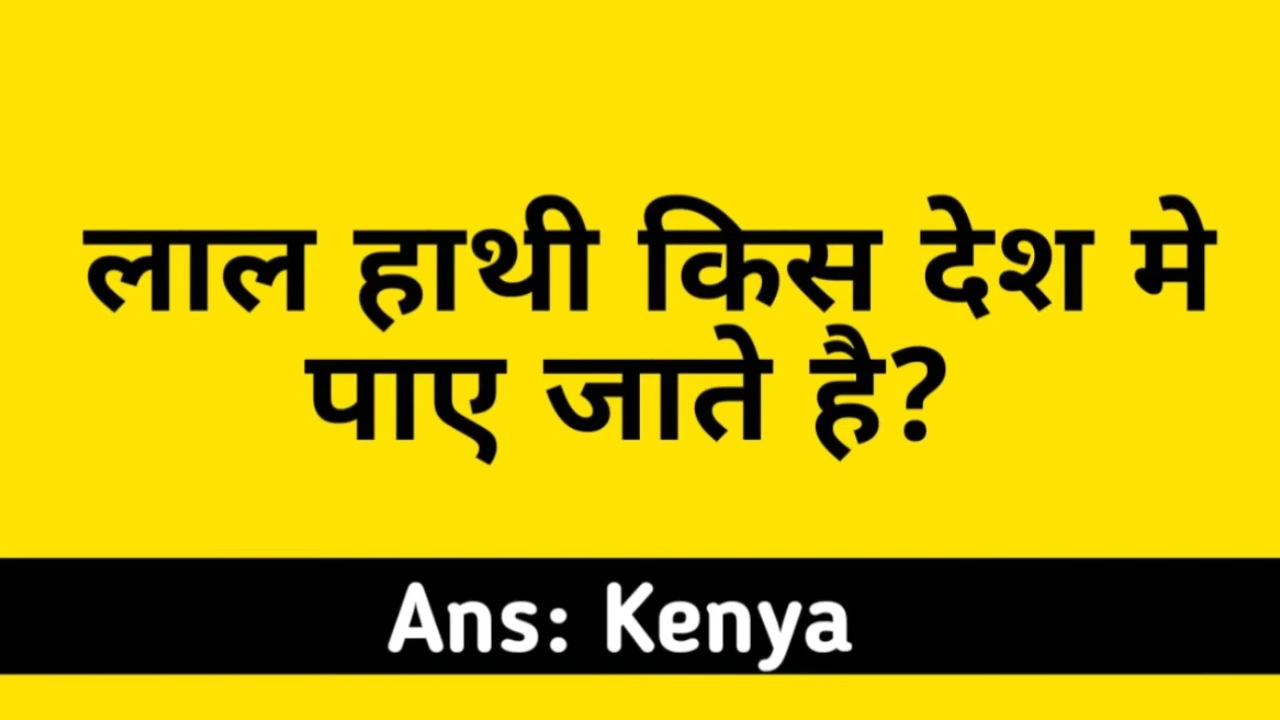 लाल हाथी किस देश मे
पाए जाते है?
Ans: Kenya